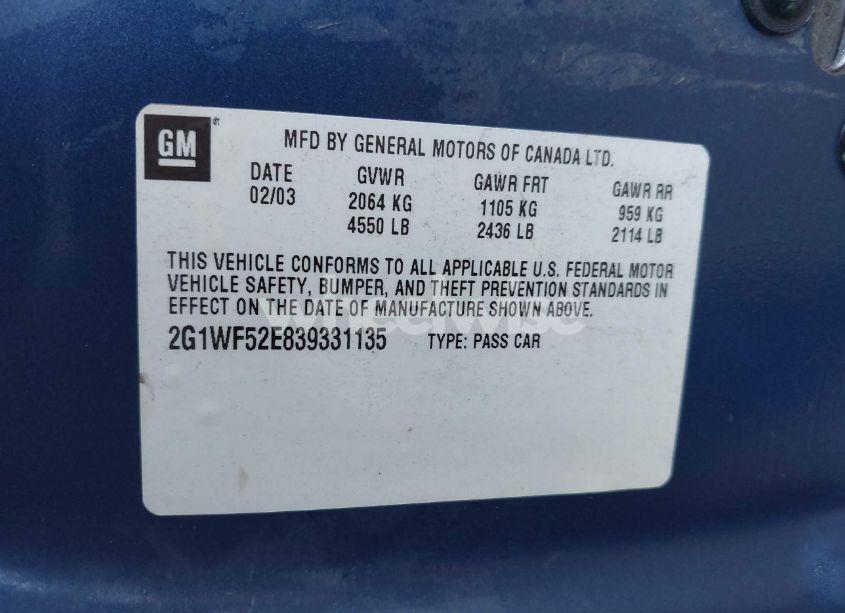 GM
MFD BY GENERAL MOTORS OF CANADA LTD.
DATE GVWR GAWR FRT GAWR RR
02/03 2064 KG 1105 KG 959 KG
4550 LB 2436 LB 2114 LB
THIS VEHICLE CONFORMS TO ALL APPLICABLE U.S. FEDERAL MOTOR
VEHICLE SAFETY, BUMPER, AND THEFT PREVENTION STANDARDS IN
EFFECT ON THE DATE OF MANUFACTURE SHOWN ABOVE.
2G1WF52E839331135 TYPE: PASS CAR